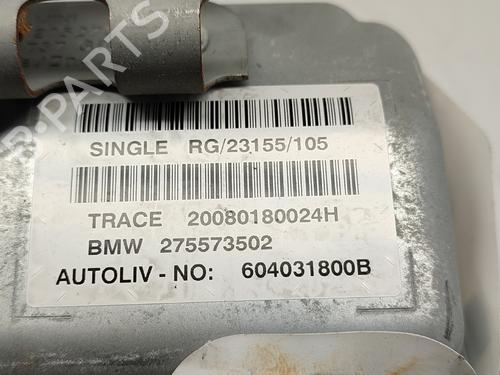 SINGLE RG/23155/105
TRACE 20080180024H
BMW 275573502
AUTOLIV - NO: 604031800B